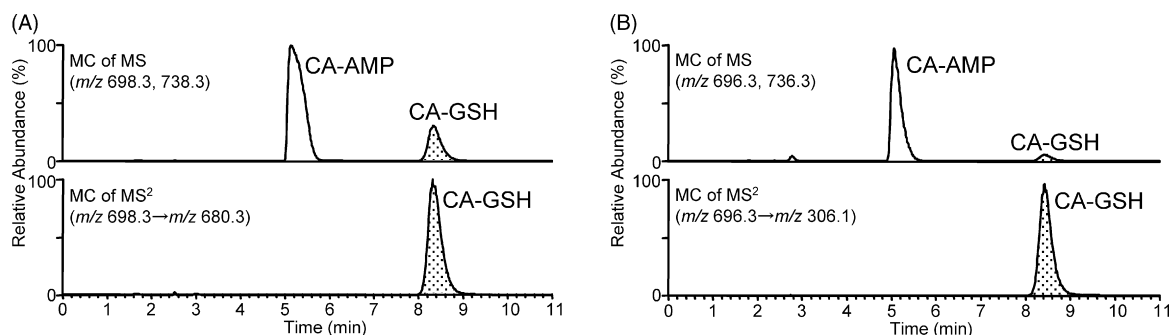 (A)
Relative Abundance (%)
100
MC of MS
(m/z 698.3, 738.3)
CA-AMP
CA-GSH
0
100
MC of MS²
(m/z 698.3→m/z 680.3)
CA-GSH
0
0 1 2 3 4 5 6 7 8 9 10 11
Time (min)
(B)
Relative Abundance (%)
100
MC of MS
(m/z 696.3, 736.3)
CA-AMP
CA-GSH
0
100
MC of MS²
(m/z 696.3→m/z 306.1)
CA-GSH
0
0 1 2 3 4 5 6 7 8 9 10 11
Time (min)